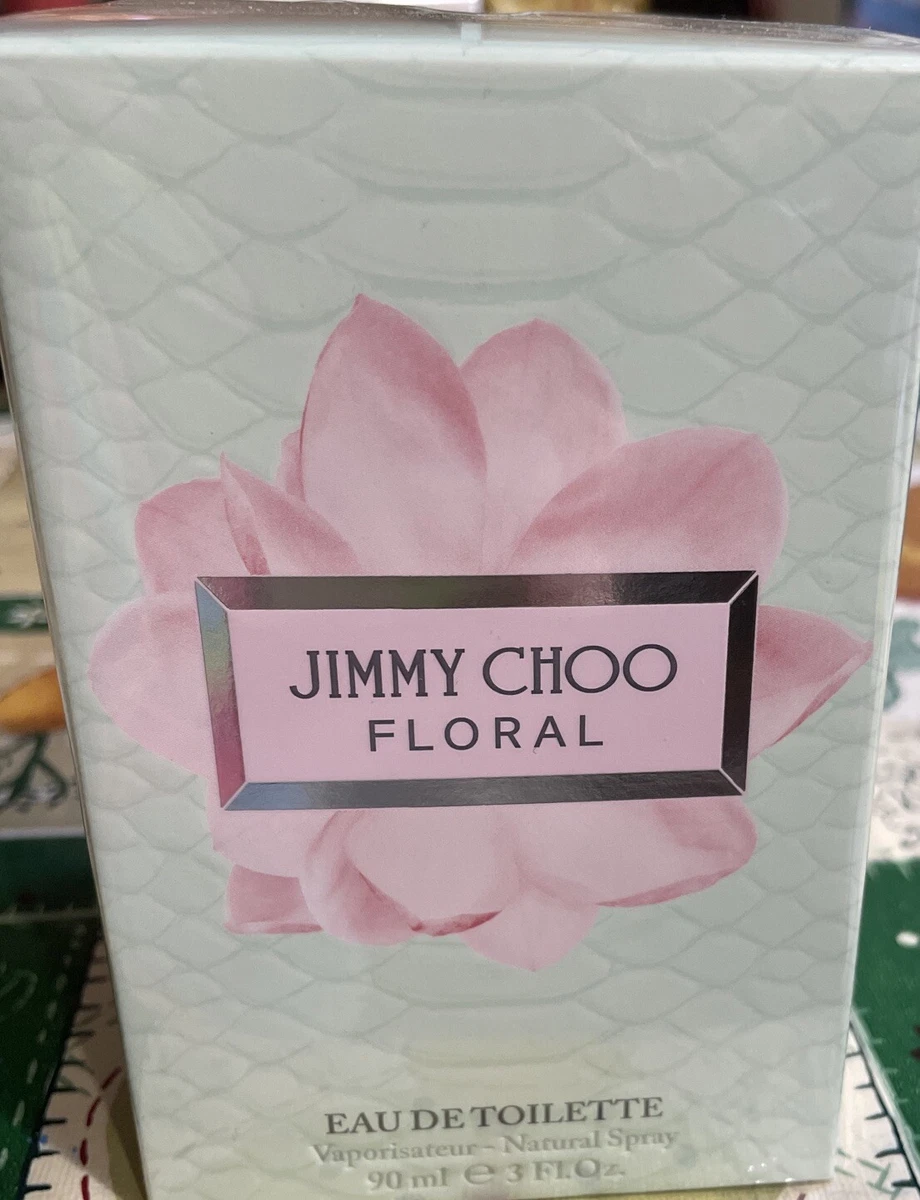 JIMMY CHOO
FLORAL
EAU DE TOILETTE
Vaporisateur - Natural Spray
90 ml ℮ 3 Fl.Oz.